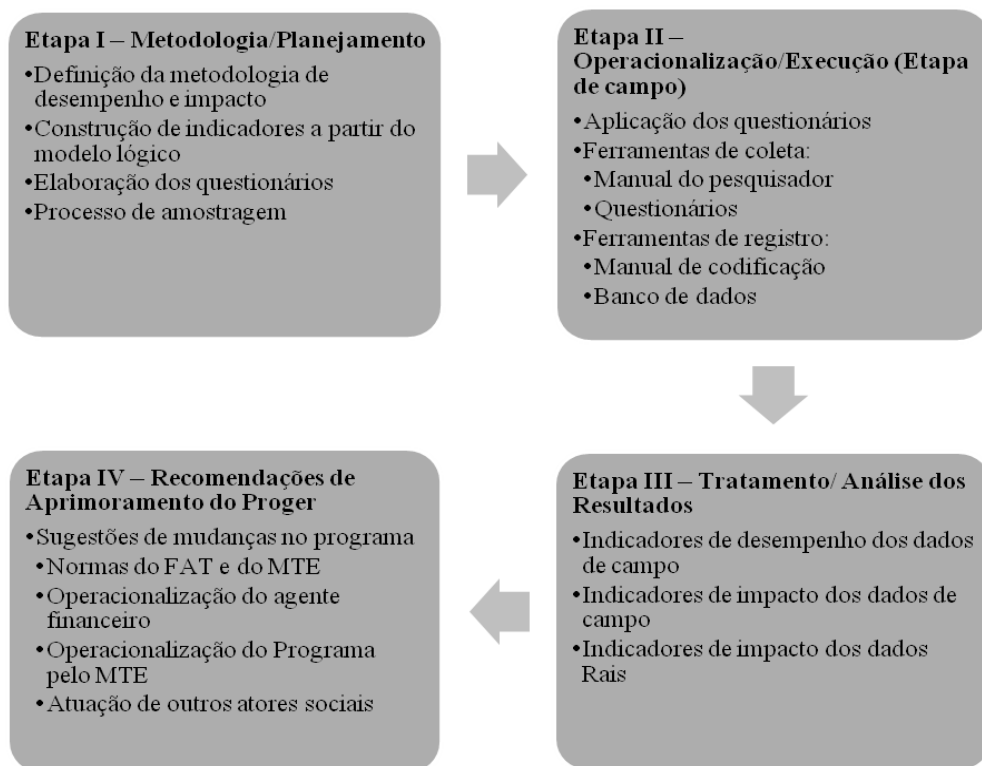 Etapa I – Metodologia/Planejamento
•Definição da metodologia de
desempenho e impacto
•Construção de indicadores a partir do
modelo lógico
•Elaboração dos questionários
•Processo de amostragem
Etapa II –
Operacionalização/Execução (Etapa
de campo)
•Aplicação dos questionários
•Ferramentas de coleta:
•Manual do pesquisador
•Questionários
•Ferramentas de registro:
•Manual de codificação
•Banco de dados
Etapa III – Tratamento/ Análise dos
Resultados
•Indicadores de desempenho dos dados
de campo
•Indicadores de impacto dos dados de
campo
•Indicadores de impacto dos dados
Rais
Etapa IV – Recomendações de
Aprimoramento do Proger
•Sugestões de mudanças no programa
•Normas do FAT e do MTE
•Operacionalização do agente
financeiro
•Operacionalização do Programa
pelo MTE
•Atuação de outros atores sociais